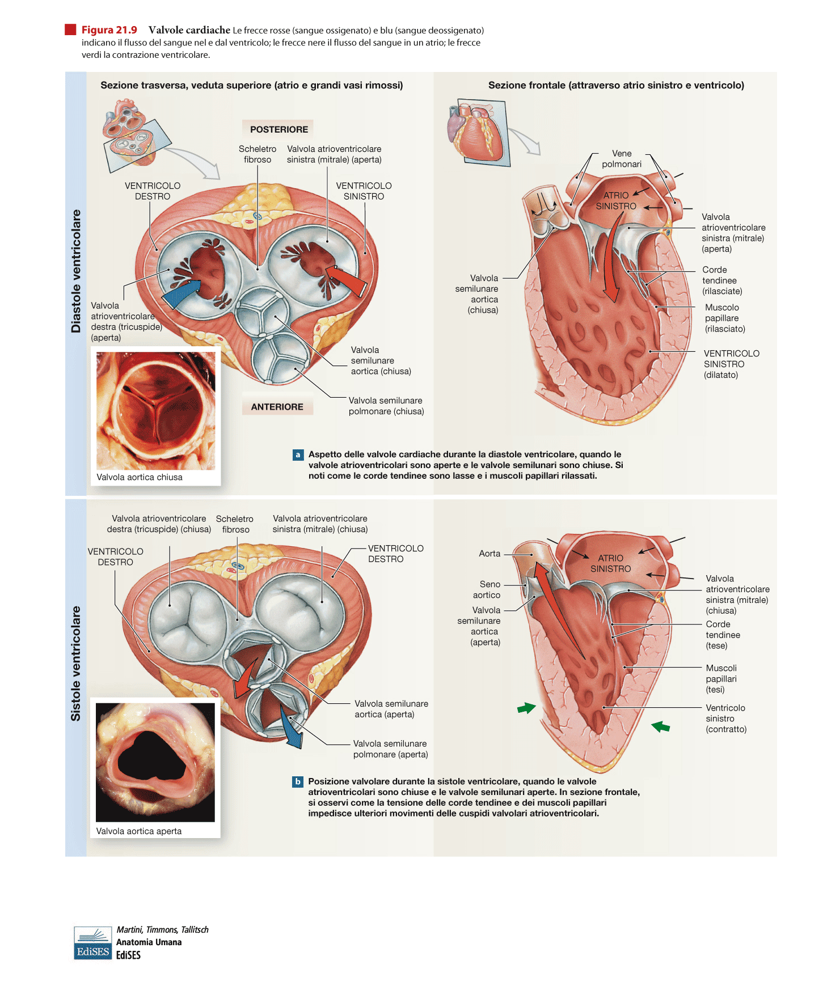 Figura 21.9 Valvole cardiache Le frecce rosse (sangue ossigenato) e blu (sangue deossigenato)
indicano il flusso del sangue nel e dal ventricolo; le frecce nere il flusso del sangue in un atrio; le frecce
verdi la contrazione ventricolare.
Diastole ventricolare
Sezione trasversa, veduta superiore (atrio e grandi vasi rimossi)
POSTERIORE
Scheletro
fibroso
Valvola atrioventricolare
sinistra (mitrale) (aperta)
VENTRICOLO
DESTRO
VENTRICOLO
SINISTRO
Valvola
atrioventricolare
destra (tricuspide)
(aperta)
Valvola
semilunare
aortica (chiusa)
Valvola semilunare
polmonare (chiusa)
ANTERIORE
Valvola aortica chiusa
Sezione frontale (attraverso atrio sinistro e ventricolo)
Vene
polmonari
ATRIO
SINISTRO
Valvola
atrioventricolare
sinistra (mitrale)
(aperta)
Valvola
semilunare
aortica
(chiusa)
Corde
tendinee
(rilasciate)
Muscolo
papillare
(rilasciato)
VENTRICOLO
SINISTRO
(dilatato)
a Aspetto delle valvole cardiache durante la diastole ventricolare, quando le
valvole atrioventricolari sono aperte e le valvole semilunari sono chiuse. Si
noti come le corde tendinee sono lasse e i muscoli papillari rilassati.
Sistole ventricolare
Valvola atrioventricolare
destra (tricuspide) (chiusa)
Scheletro
fibroso
Valvola atrioventricolare
sinistra (mitrale) (chiusa)
VENTRICOLO
DESTRO
VENTRICOLO
DESTRO
Valvola semilunare
aortica (aperta)
Valvola semilunare
polmonare (aperta)
Valvola aortica aperta
Aorta
ATRIO
SINISTRO
Seno
aortico
Valvola
semilunare
aortica
(aperta)
Valvola
atrioventricolare
sinistra (mitrale)
(chiusa)
Corde
tendinee
(tese)
Muscoli
papillari
(tesi)
Ventricolo
sinistro
(contratto)
b Posizione valvolare durante la sistole ventricolare, quando le valvole
atrioventricolari sono chiuse e le valvole semilunari aperte. In sezione frontale,
si osservi come la tensione delle corde tendinee e dei muscoli papillari
impedisce ulteriori movimenti delle cuspidi valvolari atrioventricolari.
EdiSES
Martini, Timmons, Tallitsch
Anatomia Umana
EdiSES